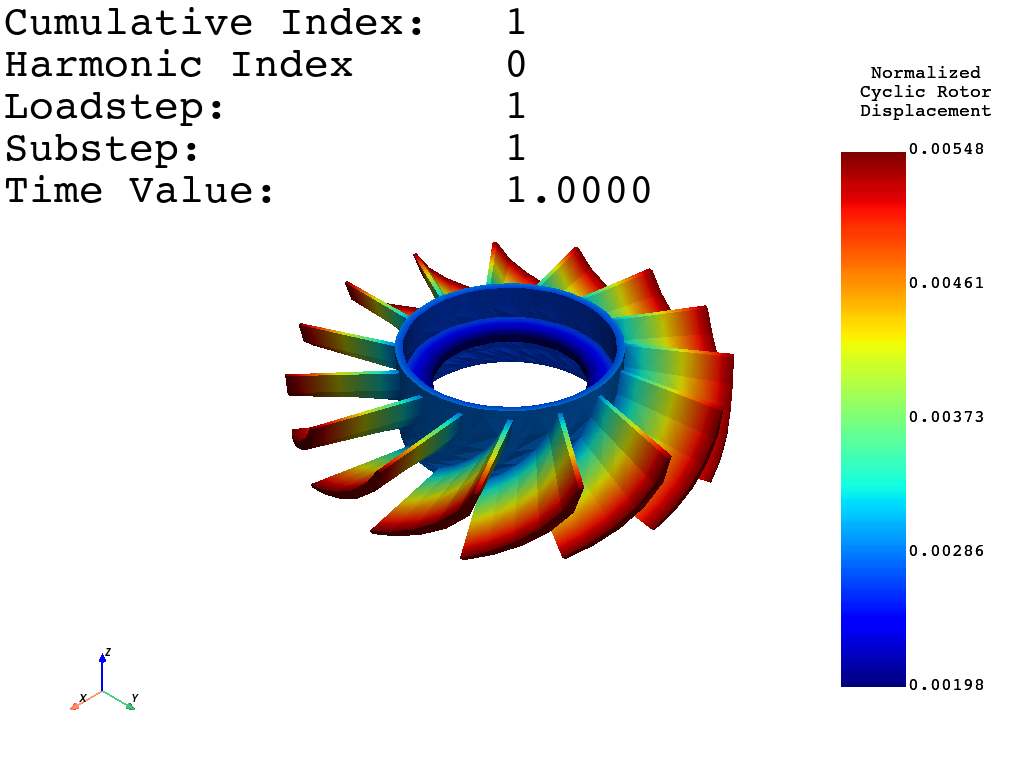 Cumulative Index: 1
Harmonic Index 0
Loadstep: 1
Substep: 1
Time Value: 1.0000
Normalized
Cyclic Rotor
Displacement
0.00548
0.00461
0.00373
0.00286
0.00198
Z
X Y